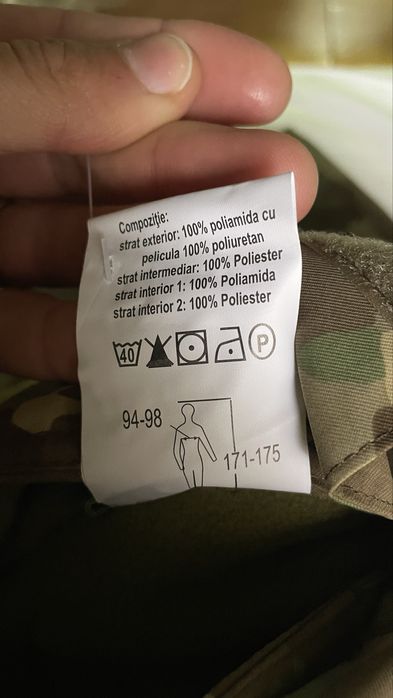 Compoziţie:
strat exterior: 100% poliamida cu
pelicula 100% poliuretan
strat intermediar: 100% Poliester
strat interior 1: 100% Poliamida
strat interior 2: 100% Poliester
40 P
94-98
171-175